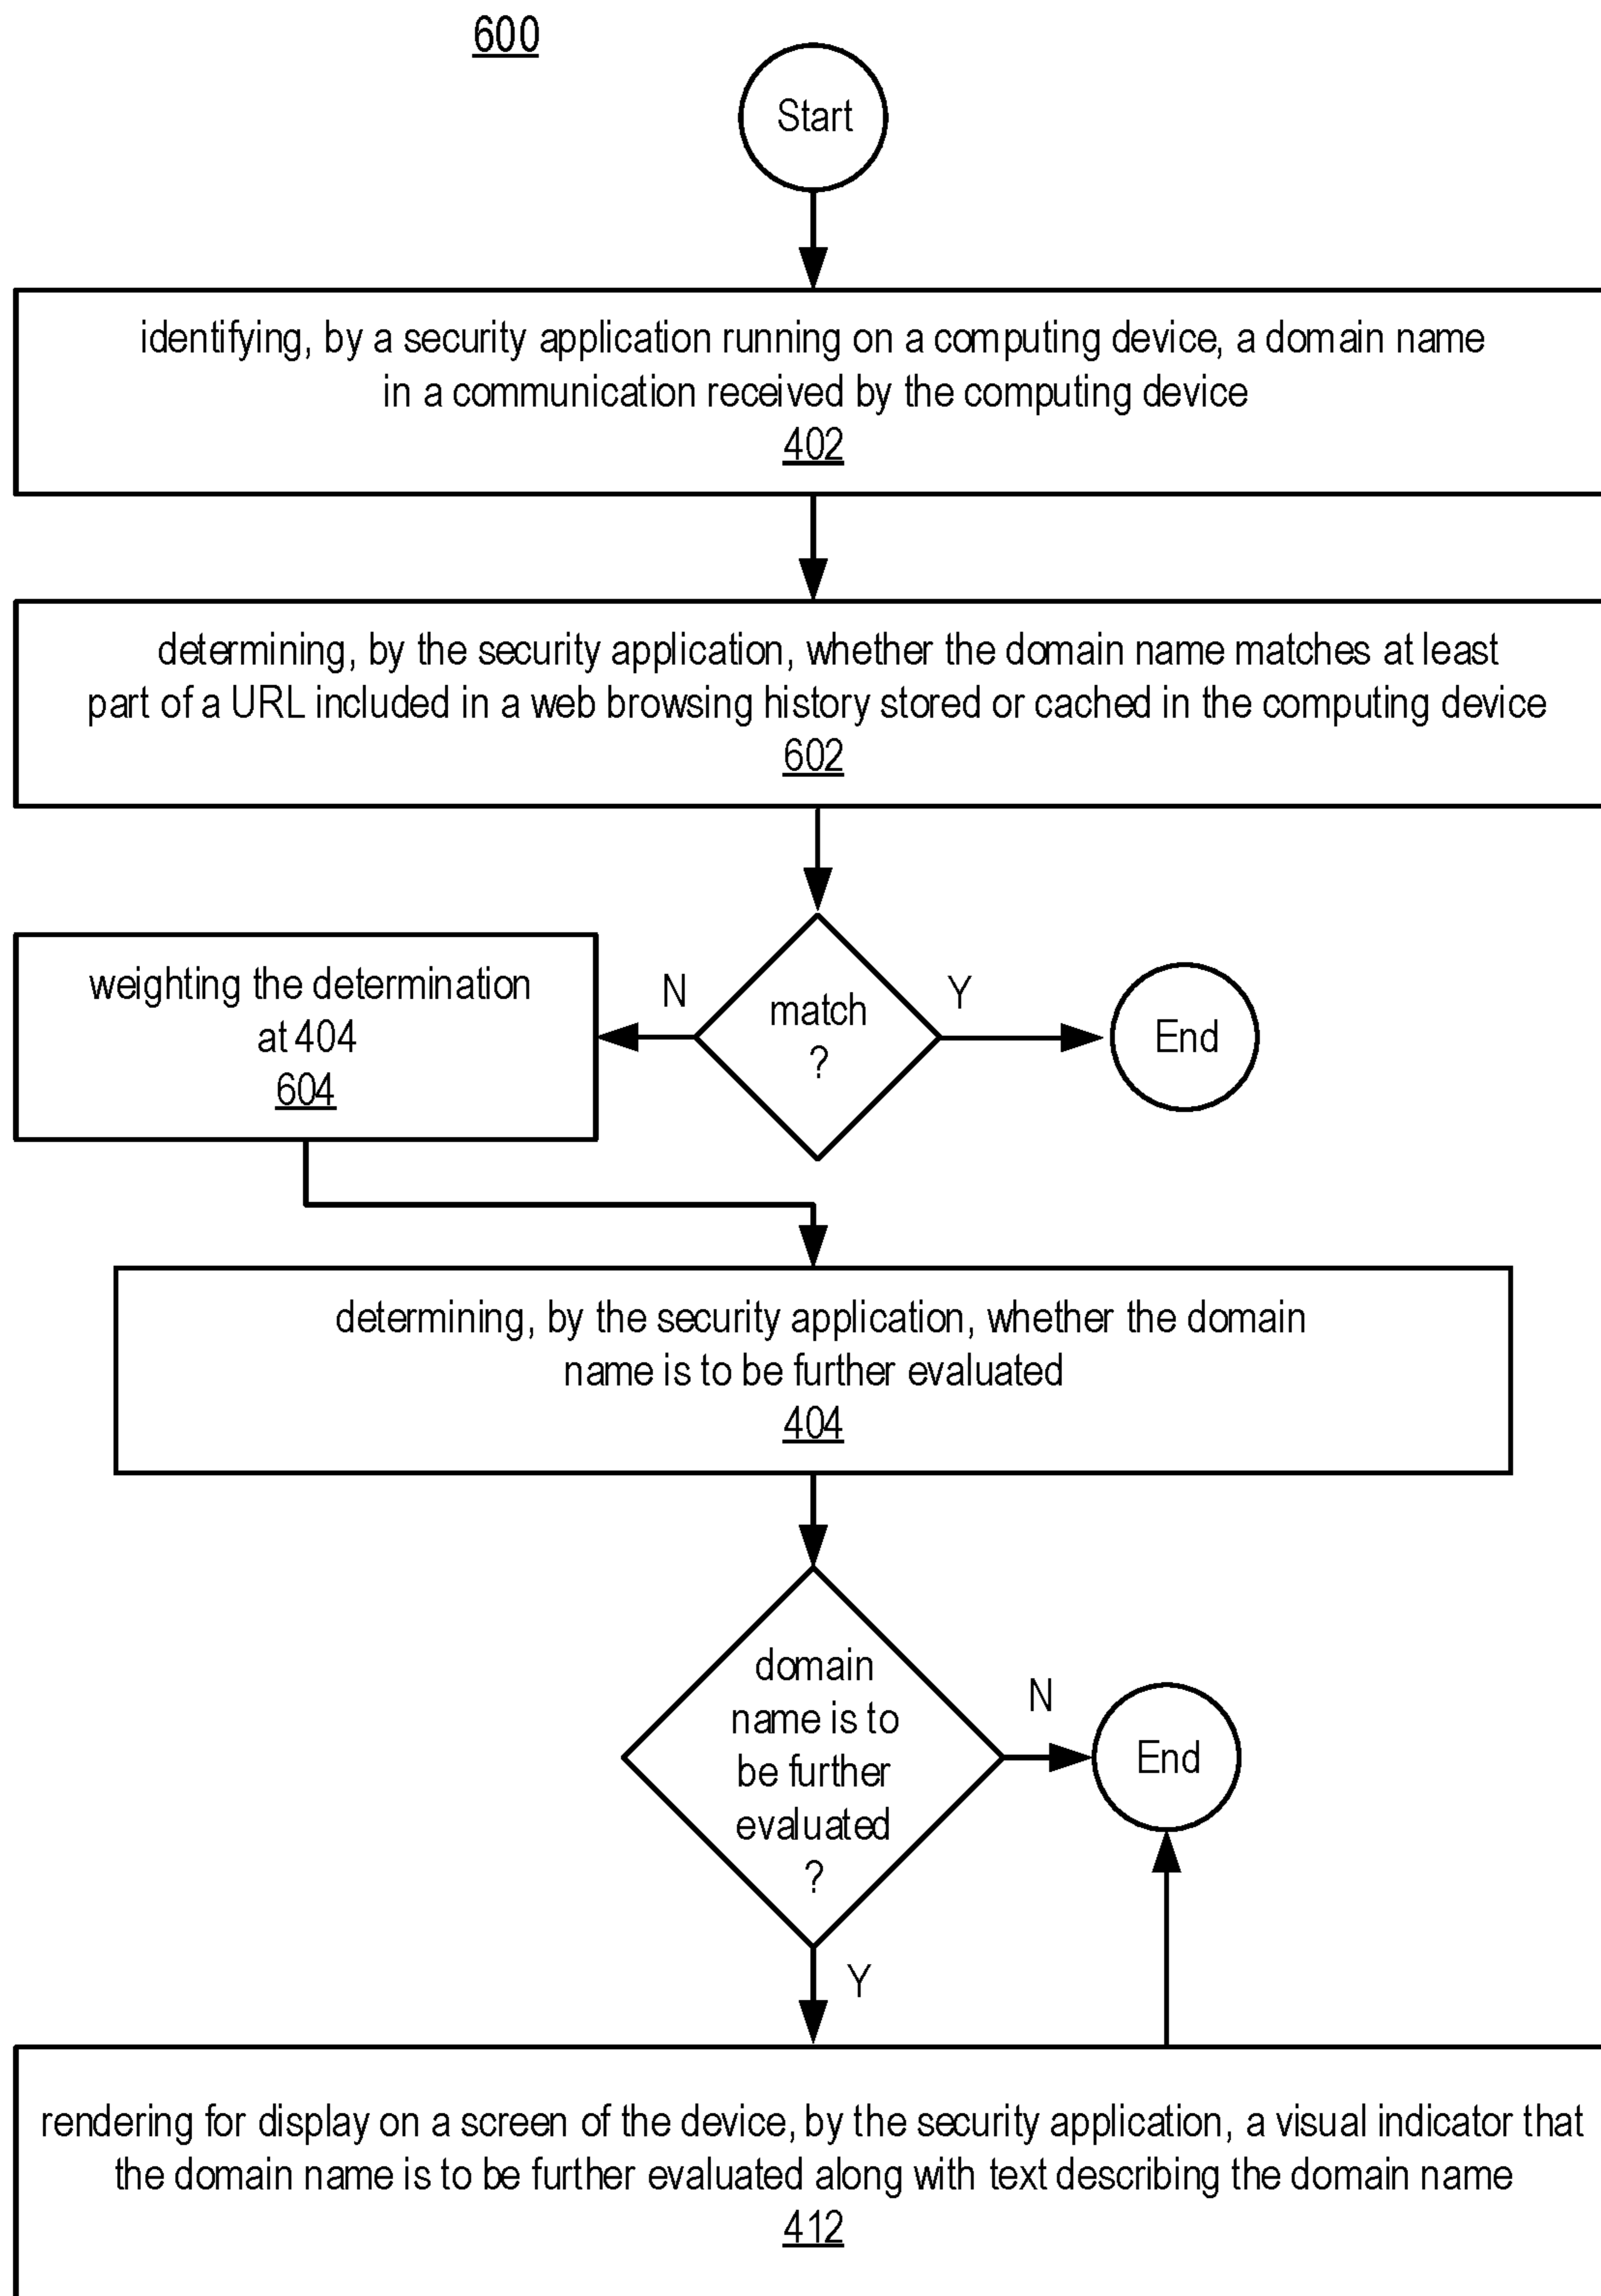 600
Start
identifying, by a security application running on a computing device, a domain name
in a communication received by the computing device
402
determining, by the security application, whether the domain name matches at least
part of a URL included in a web browsing history stored or cached in the computing device
602
weighting the determination
at 404
604
N
match
?
Y
End
determining, by the security application, whether the domain
name is to be further evaluated
404
domain
name is to
be further
evaluated
?
N
End
Y
rendering for display on a screen of the device, by the security application, a visual indicator that
the domain name is to be further evaluated along with text describing the domain name
412